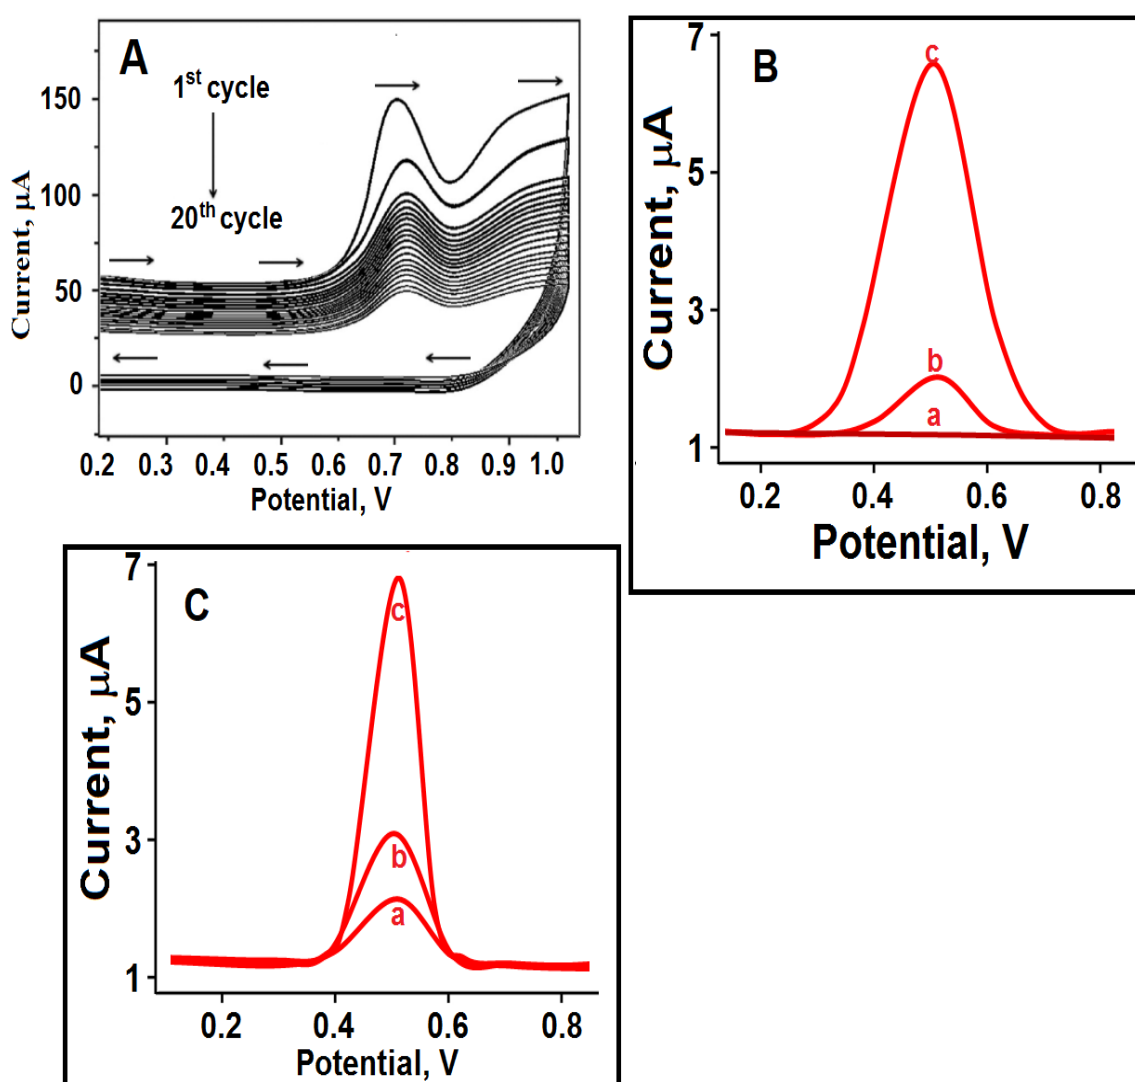 A
1st cycle
20th cycle
150
100
50
0
Current, µA
0.2 0.3 0.4 0.5 0.6 0.7 0.8 0.9 1.0
Potential, V
B
c
b
a
7
5
3
1
Current, µA
0.2 0.4 0.6 0.8
Potential, V
C
c
b
a
7
5
3
1
Current, µA
0.2 0.4 0.6 0.8
Potential, V